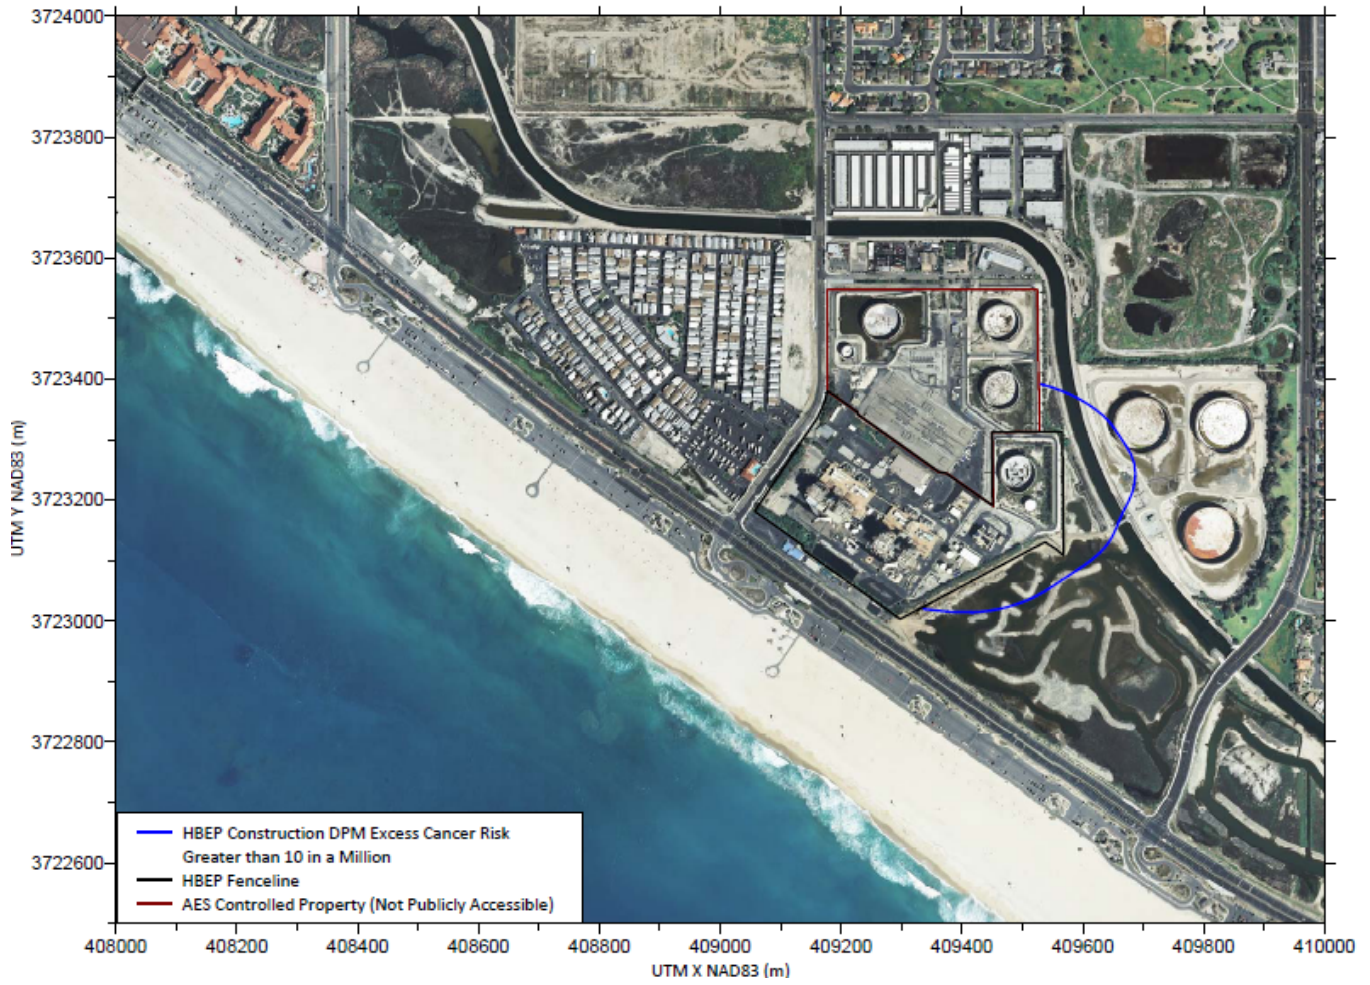 3724000
3723800
3723600
3723400
3723200
3723000
3722800
3722600
UTM Y NAD83 (m)
HBEP Construction DPM Excess Cancer Risk
Greater than 10 in a Million
HBEP Fenceline
AES Controlled Property (Not Publicly Accessible)
408000 408200 408400 408600 408800 409000 409200 409400 409600 409800 410000
UTM X NAD83 (m)